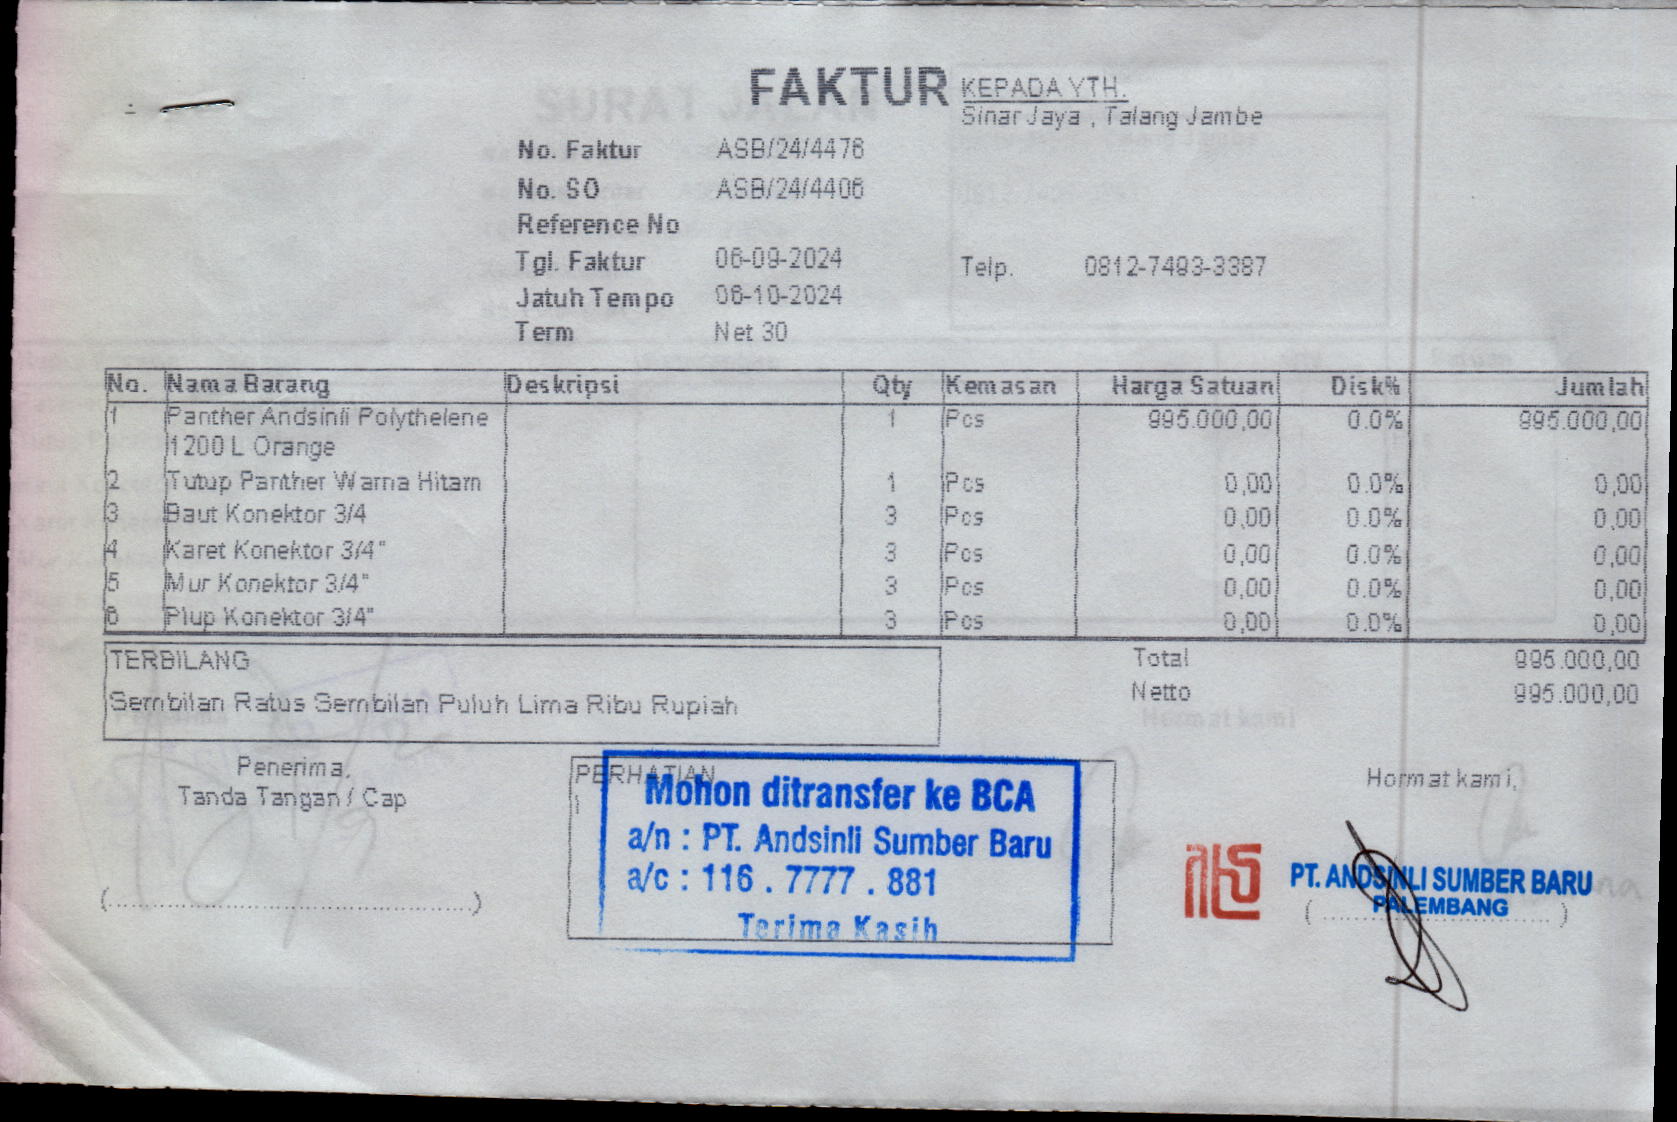 FAKTUR
KEPADA YTH.
Sinar Jaya , Talang Jambe
No. Faktur ASB/24/4476
No. SO ASB/24/4406
Reference No
Tgl. Faktur 06-09-2024
Telp. 0812-7493-3387
Jatuh Tempo 06-10-2024
Term Net 30
No. Nama Barang Deskripsi Qty Kemasan Harga Satuan Disk% Jumlah
1 Panther Andsinli Polythelene 1 Pcs 995.000,00 0.0% 995.000,00
1200 L Orange
2 Tutup Panther Warna Hitam 1 Pcs 0,00 0.0% 0,00
3 Baut Konektor 3/4 3 Pcs 0,00 0.0% 0,00
4 Karet Konektor 3/4" 3 Pcs 0,00 0.0% 0,00
5 Mur Konektor 3/4" 3 Pcs 0,00 0.0% 0,00
6 Plup Konektor 3/4" 3 Pcs 0,00 0.0% 0,00
TERBILANG
Sembilan Ratus Sembilan Puluh Lima Ribu Rupiah
Total 995.000,00
Netto 995.000,00
Penerima,
Tanda Tangan / Cap
(........................................)
PERHATIAN
Mohon ditransfer ke BCA
a/n : PT. Andsinli Sumber Baru
a/c : 116 . 7777 . 881
Terima Kasih
Hormat kami,
PT. ANDSINLI SUMBER BARU
PALEMBANG